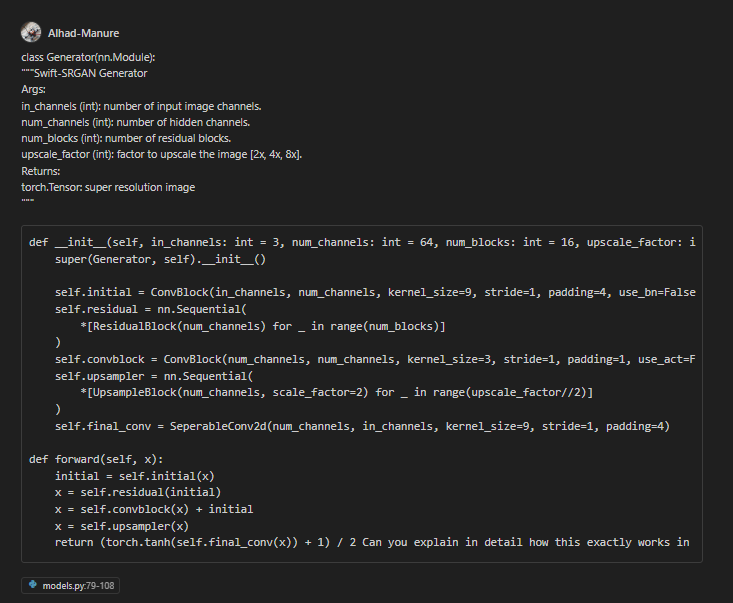 Alhad-Manure
class Generator(nn.Module):
"""Swift-SRGAN Generator
Args:
in_channels (int): number of input image channels.
num_channels (int): number of hidden channels.
num_blocks (int): number of residual blocks.
upscale_factor (int): factor to upscale the image [2x, 4x, 8x].
Returns:
torch.Tensor: super resolution image
"""
def __init__(self, in_channels: int = 3, num_channels: int = 64, num_blocks: int = 16, upscale_factor: i
    super(Generator, self).__init__()
    self.initial = ConvBlock(in_channels, num_channels, kernel_size=9, stride=1, padding=4, use_bn=False
    self.residual = nn.Sequential(
        *[ResidualBlock(num_channels) for _ in range(num_blocks)]
    )
    self.convblock = ConvBlock(num_channels, num_channels, kernel_size=3, stride=1, padding=1, use_act=F
    self.upsampler = nn.Sequential(
        *[UpsampleBlock(num_channels, scale_factor=2) for _ in range(upscale_factor//2)]
    )
    self.final_conv = SeperableConv2d(num_channels, in_channels, kernel_size=9, stride=1, padding=4)
def forward(self, x):
    initial = self.initial(x)
    x = self.residual(initial)
    x = self.convblock(x) + initial
    x = self.upsampler(x)
    return (torch.tanh(self.final_conv(x)) + 1) / 2 Can you explain in detail how this exactly works in
models.py:79-108